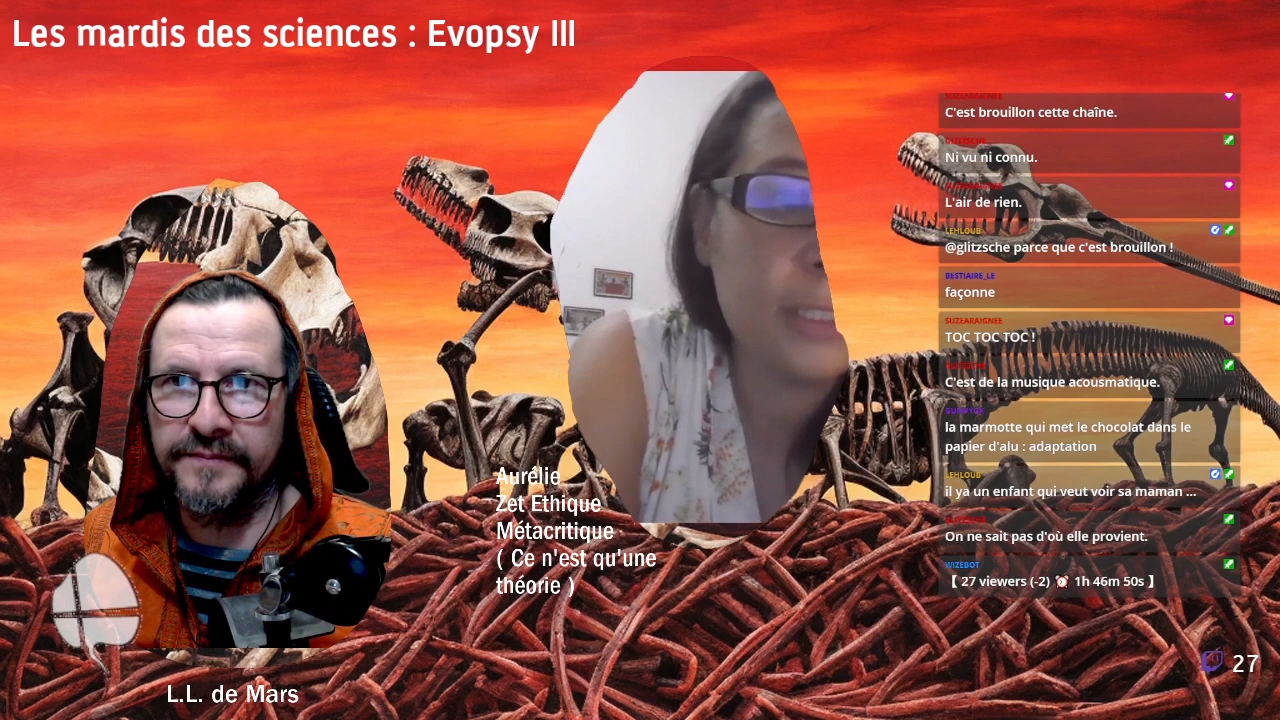 Les mardis des sciences : Evopsy III
SUZEARAIGNEE
C'est brouillon cette chaîne.
Ni vu ni connu.
L'air de rien.
LEHLOUB
@glitzsche parce que c'est brouillon !
BESTIAIRE_LE
façonne
SUZEARAIGNEE
TOC TOC TOC !
C'est de la musique acousmatique.
la marmotte qui met le chocolat dans le
papier d'alu : adaptation
LEHLOUB
il ya un enfant qui veut voir sa maman ...
On ne sait pas d'où elle provient.
WIZEBOT
【 27 viewers (-2) ⏰ 1h 46m 50s 】
Aurélie
Zet Ethique
Métacritique
( Ce n'est qu'une
théorie )
27
L.L. de Mars